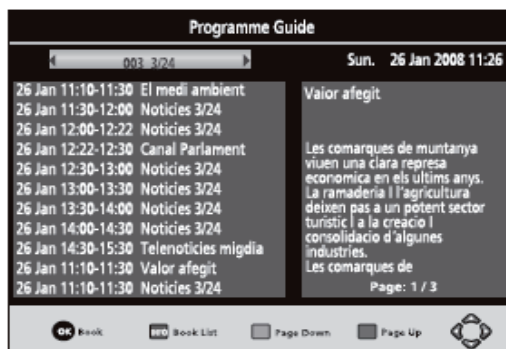 Programme Guide
003 3/24
Sun. 26 Jan 2008 11:26
26 Jan 11:10-11:30 El medi ambient
26 Jan 11:30-12:00 Noticies 3/24
26 Jan 12:00-12:22 Noticies 3/24
26 Jan 12:22-12:30 Canal Parlament
26 Jan 12:30-13:00 Noticies 3/24
26 Jan 13:00-13:30 Noticies 3/24
26 Jan 13:30-14:00 Noticies 3/24
26 Jan 14:00-14:30 Noticies 3/24
26 Jan 14:30-15:30 Telenoticies migdia
26 Jan 11:10-11:30 Valor afegit
26 Jan 11:10-11:30 Noticies 3/24
Vaior afegit
Les comarques de muntanya
viuen una clara represa
economica en els ultims anys.
La ramaderia l l'agricultura
deixen pas a un potent sector
turistic l a la creacio l
consolidacio d'algunes
industries.
Les comarques de
Page: 1 / 3
OK Book
INFO Book List
Page Down
Page Up